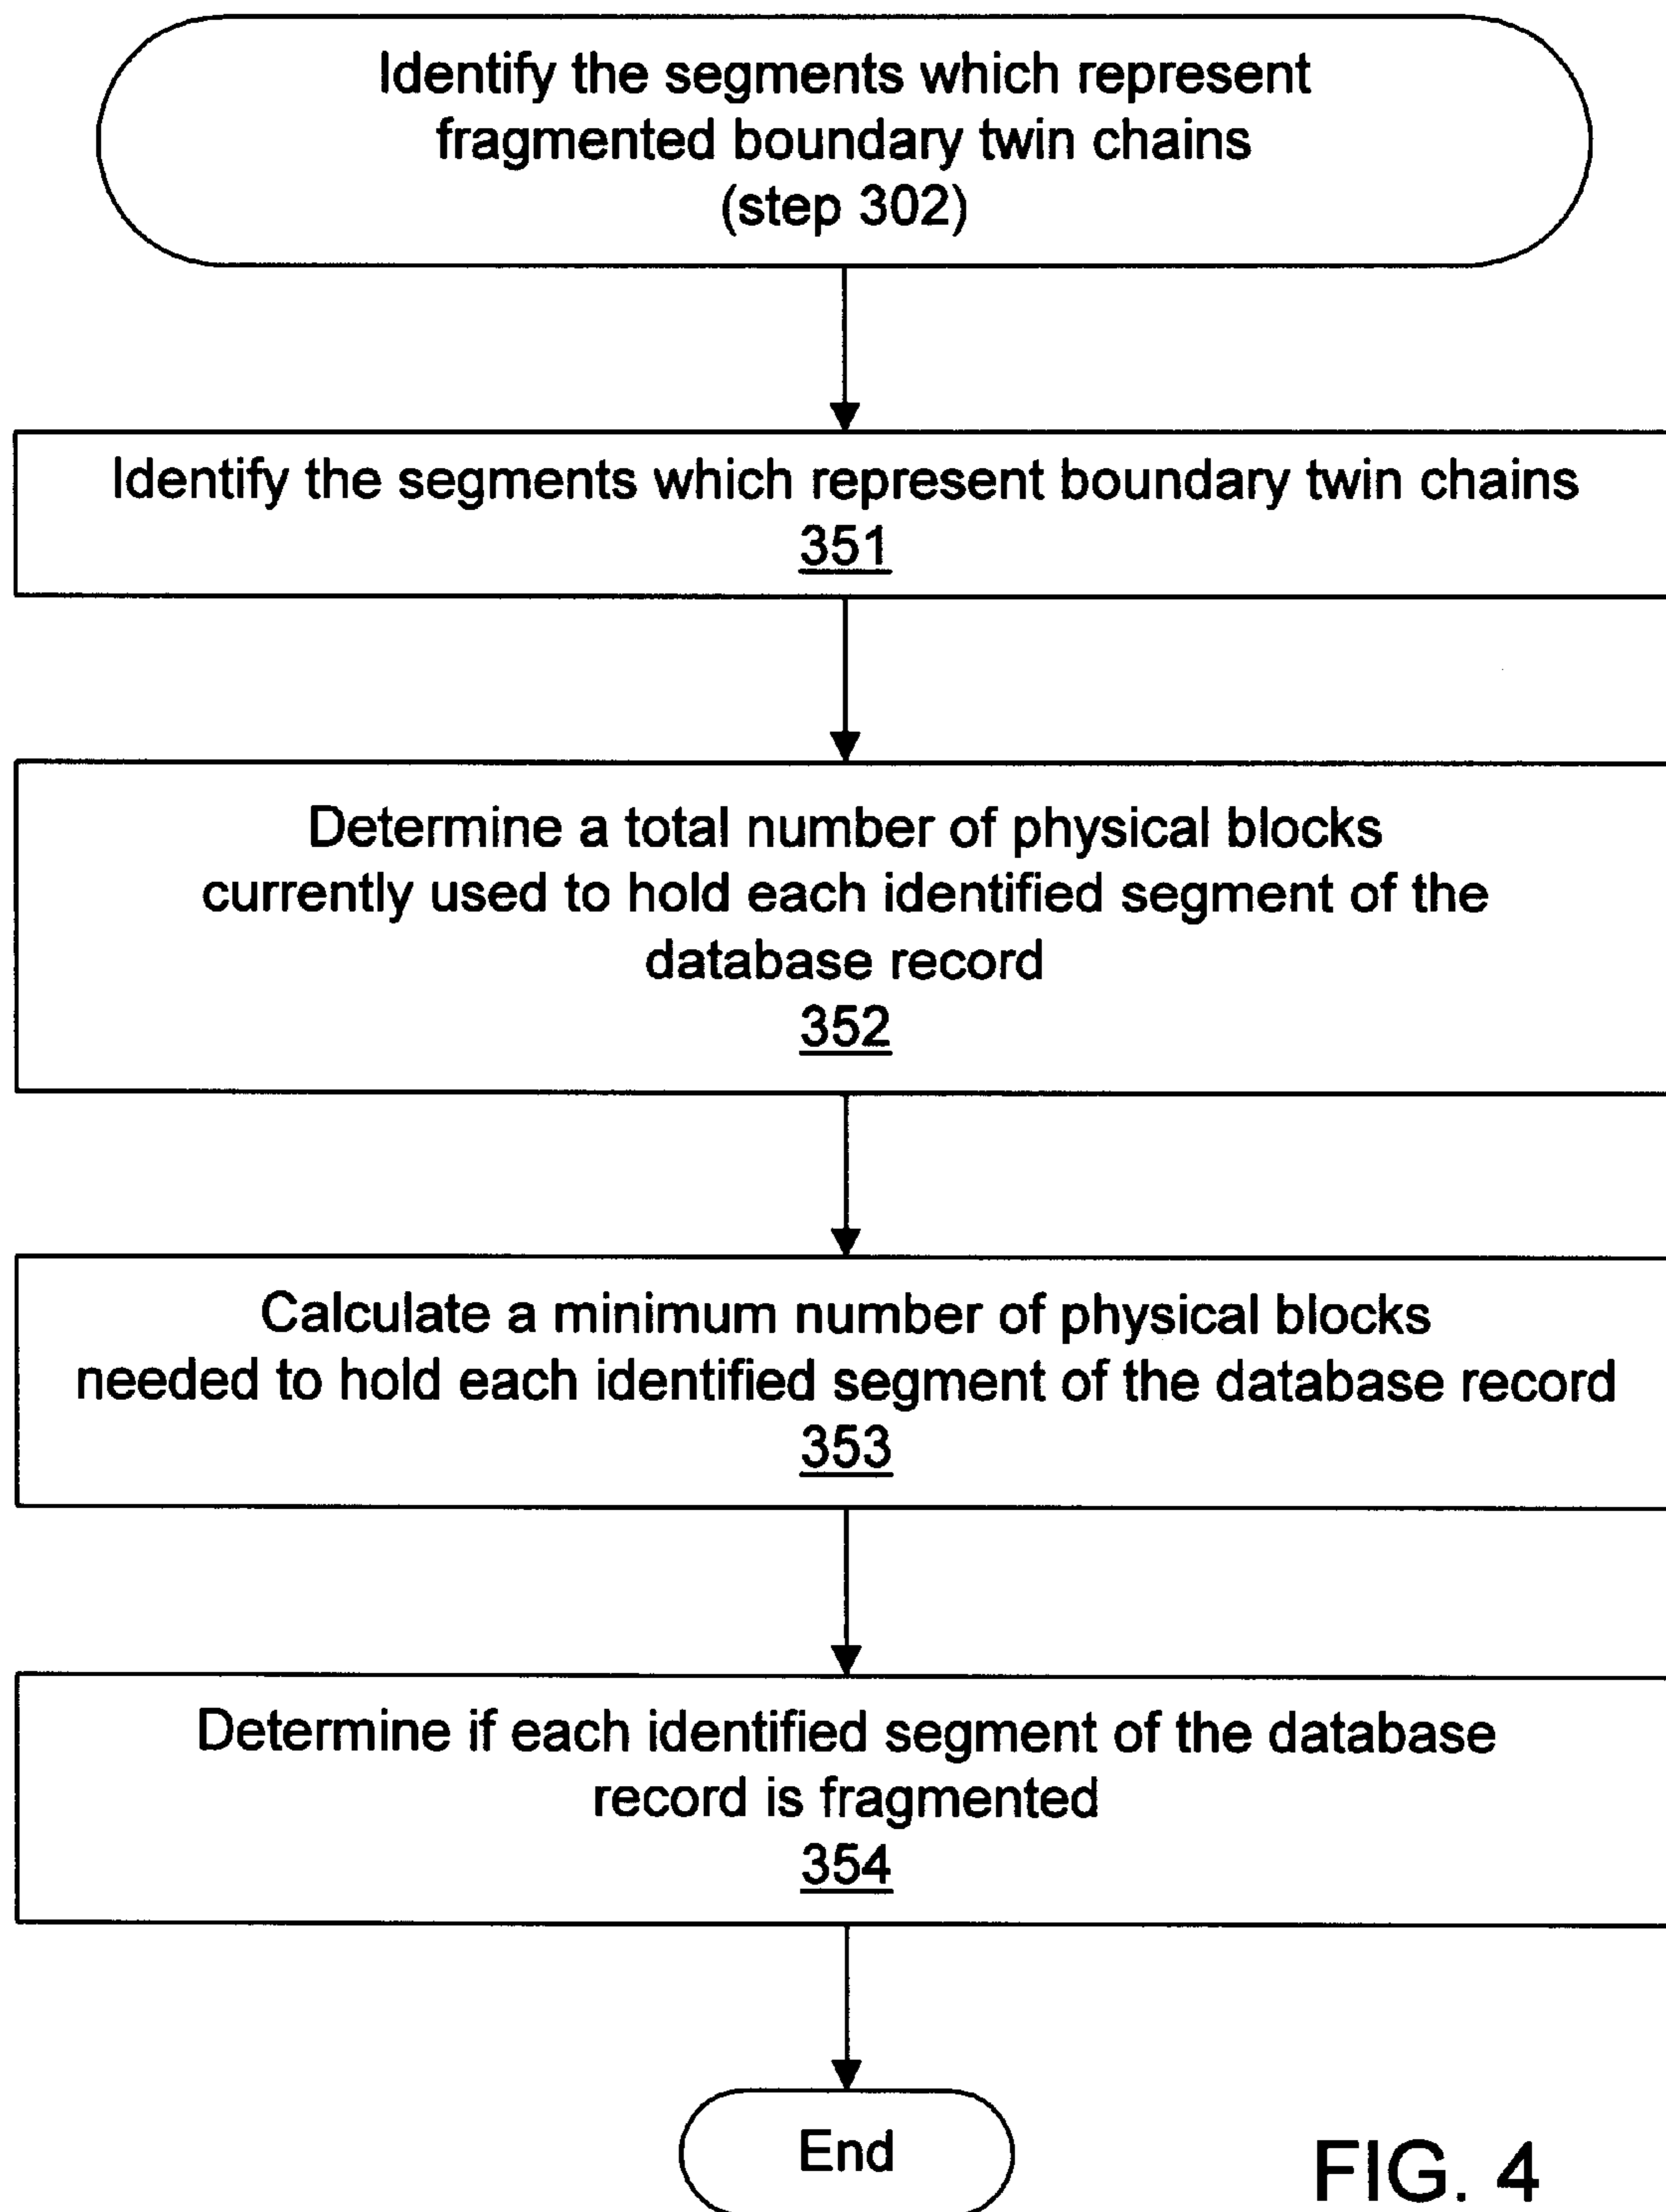 Identify the segments which represent
fragmented boundary twin chains
(step 302)
Identify the segments which represent boundary twin chains
351
Determine a total number of physical blocks
currently used to hold each identified segment of the
database record
352
Calculate a minimum number of physical blocks
needed to hold each identified segment of the database record
353
Determine if each identified segment of the database
record is fragmented
354
End
FIG. 4